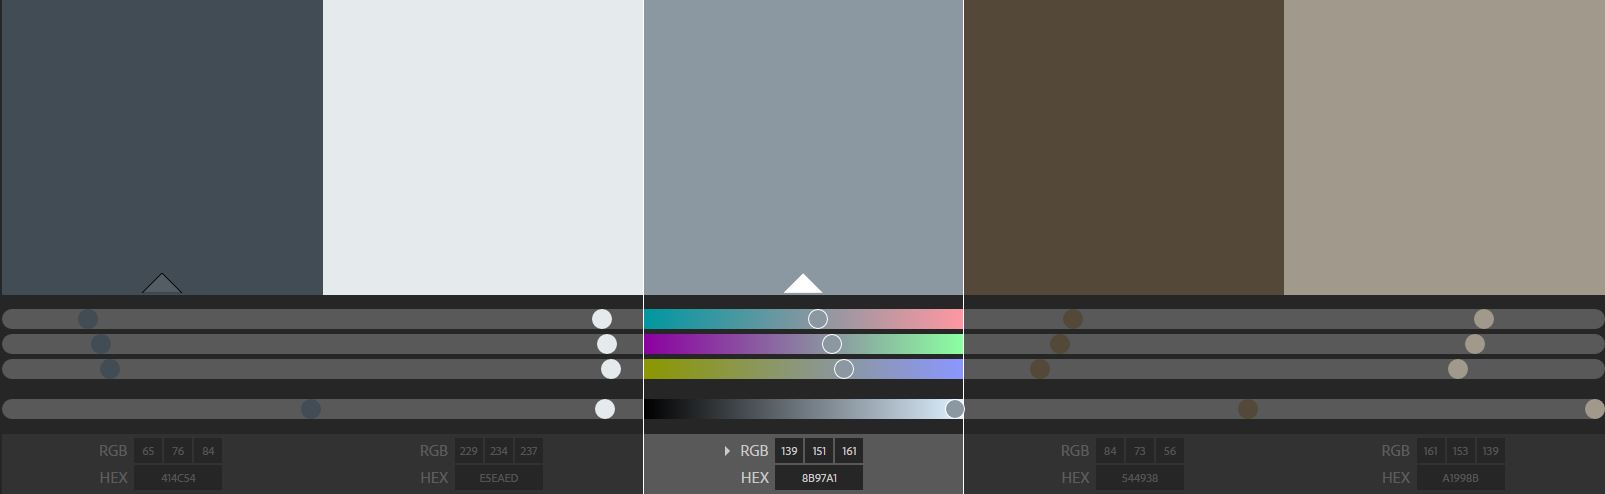 RGB 65 76 84
HEX 414C54
RGB 229 234 237
HEX E5EAED
RGB 139 151 161
HEX 8B97A1
RGB 84 73 56
HEX 544938
RGB 161 153 139
HEX A1998B